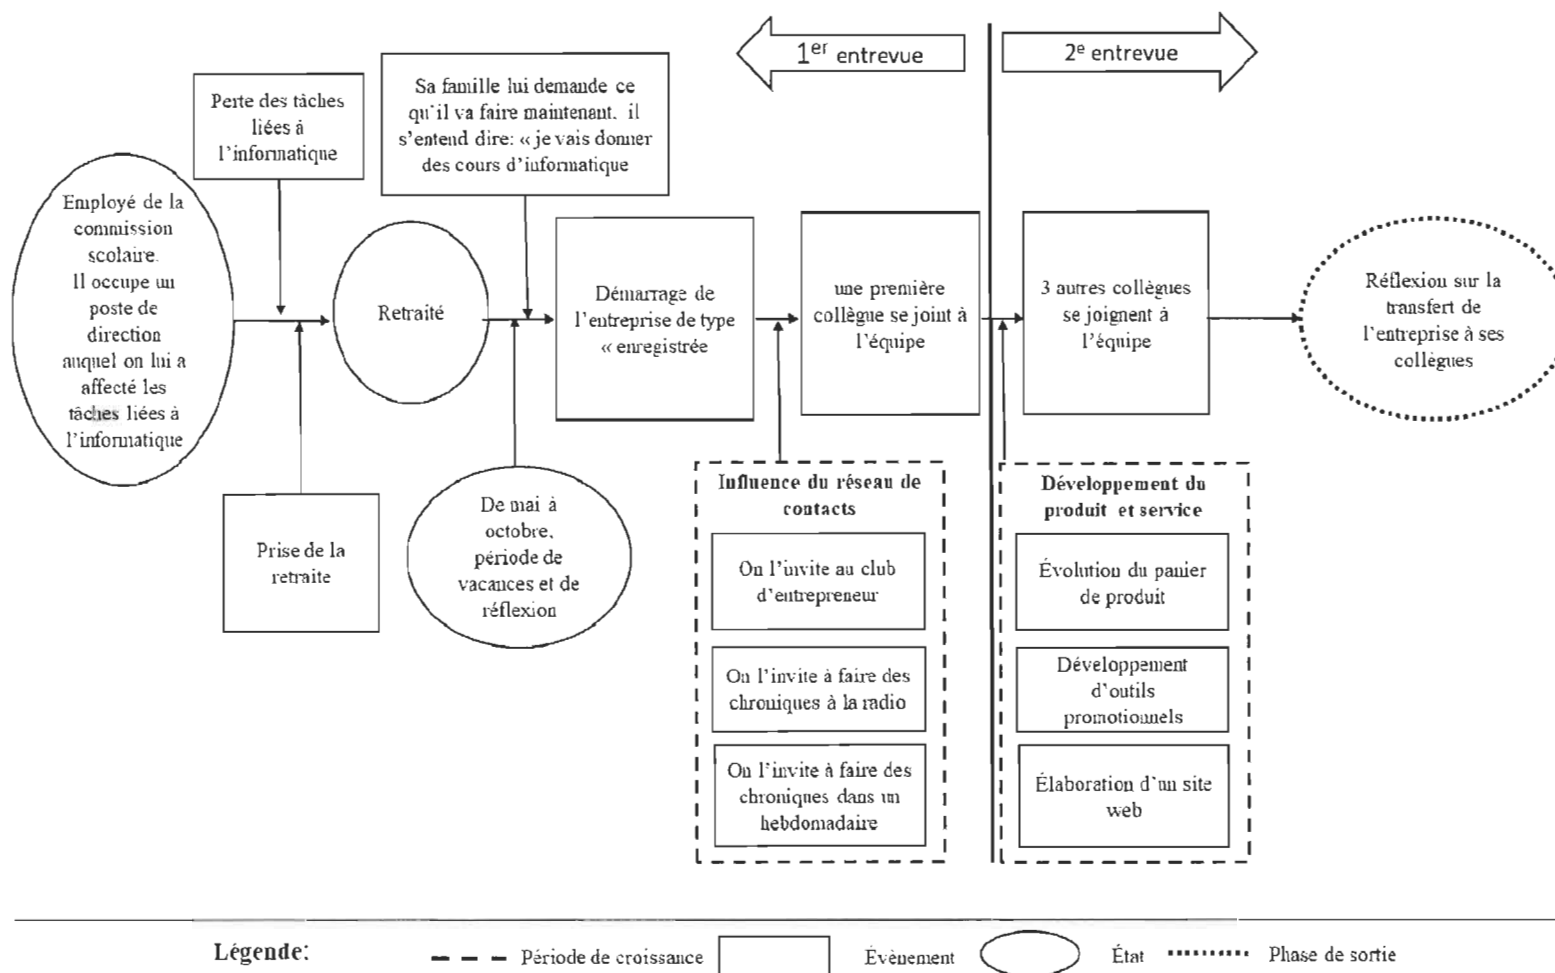 1er entrevue
2e entrevue
Perte des tâches
liées à
l'informatique
Sa famille lui demande ce
qu'il va faire maintenant, il
s'entend dire: « je vais donner
des cours d'informatique
Employé de la
commission
scolaire.
Il occupe un
poste de
direction
auquel on lui a
affecté les
tâches liées à
l'informatique
Retraité
Démarrage de
l'entreprise de type
« enregistrée
une première
collègue se joint à
l'équipe
3 autres collègues
se joignent à
l'équipe
Réflexion sur la
transfert de
l'entreprise à ses
collègues
Prise de la
retraite
De mai à
octobre,
période de
vacances et de
réflexion
Influence du réseau de
contacts
On l'invite au club
d'entrepreneur
On l'invite à faire des
chroniques à la radio
On l'invite à faire des
chroniques dans un
hebdomadaire
Développement du
produit et service
Évolution du panier
de produit
Développement
d'outils
promotionnels
Élaboration d'un site
web
Légende:
Période de croissance
Évènement
État
Phase de sortie